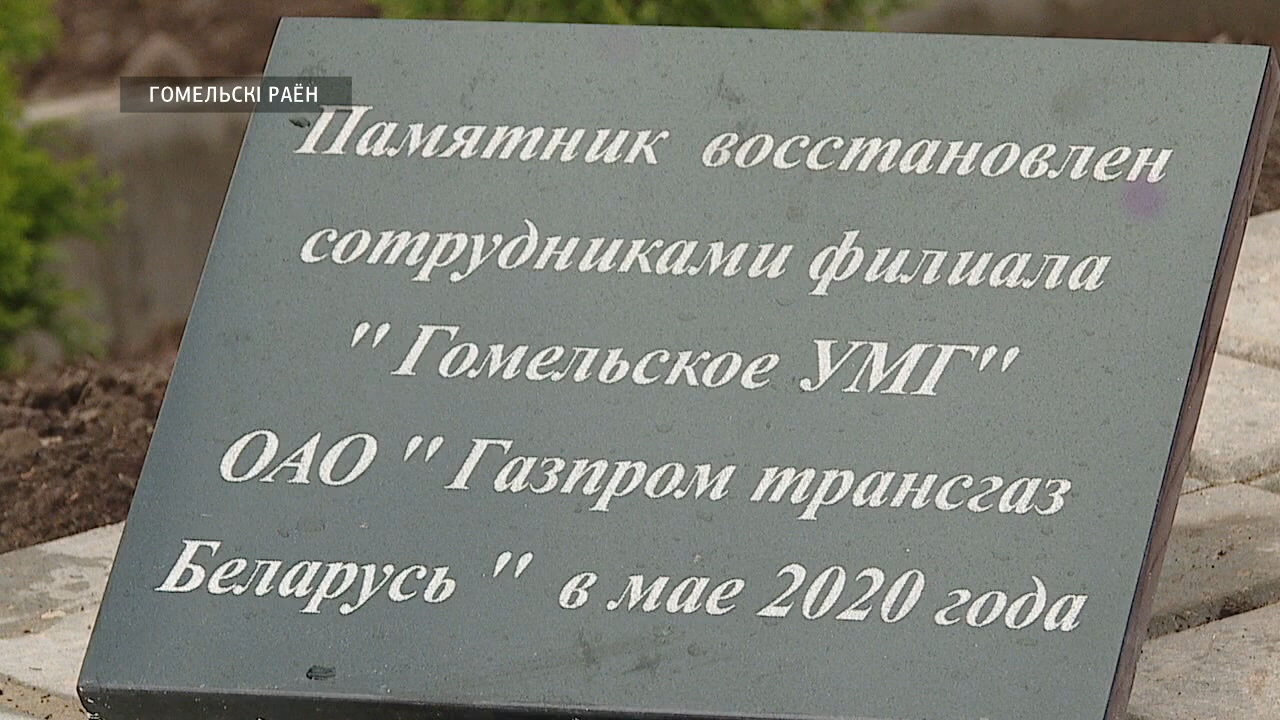 ГОМЕЛЬСКІ РАЁН
Памятник восстановлен
сотрудниками филиала
" Гомельское УМГ"
ОАО " Газпром трансгаз
Беларусь " в мае 2020 года